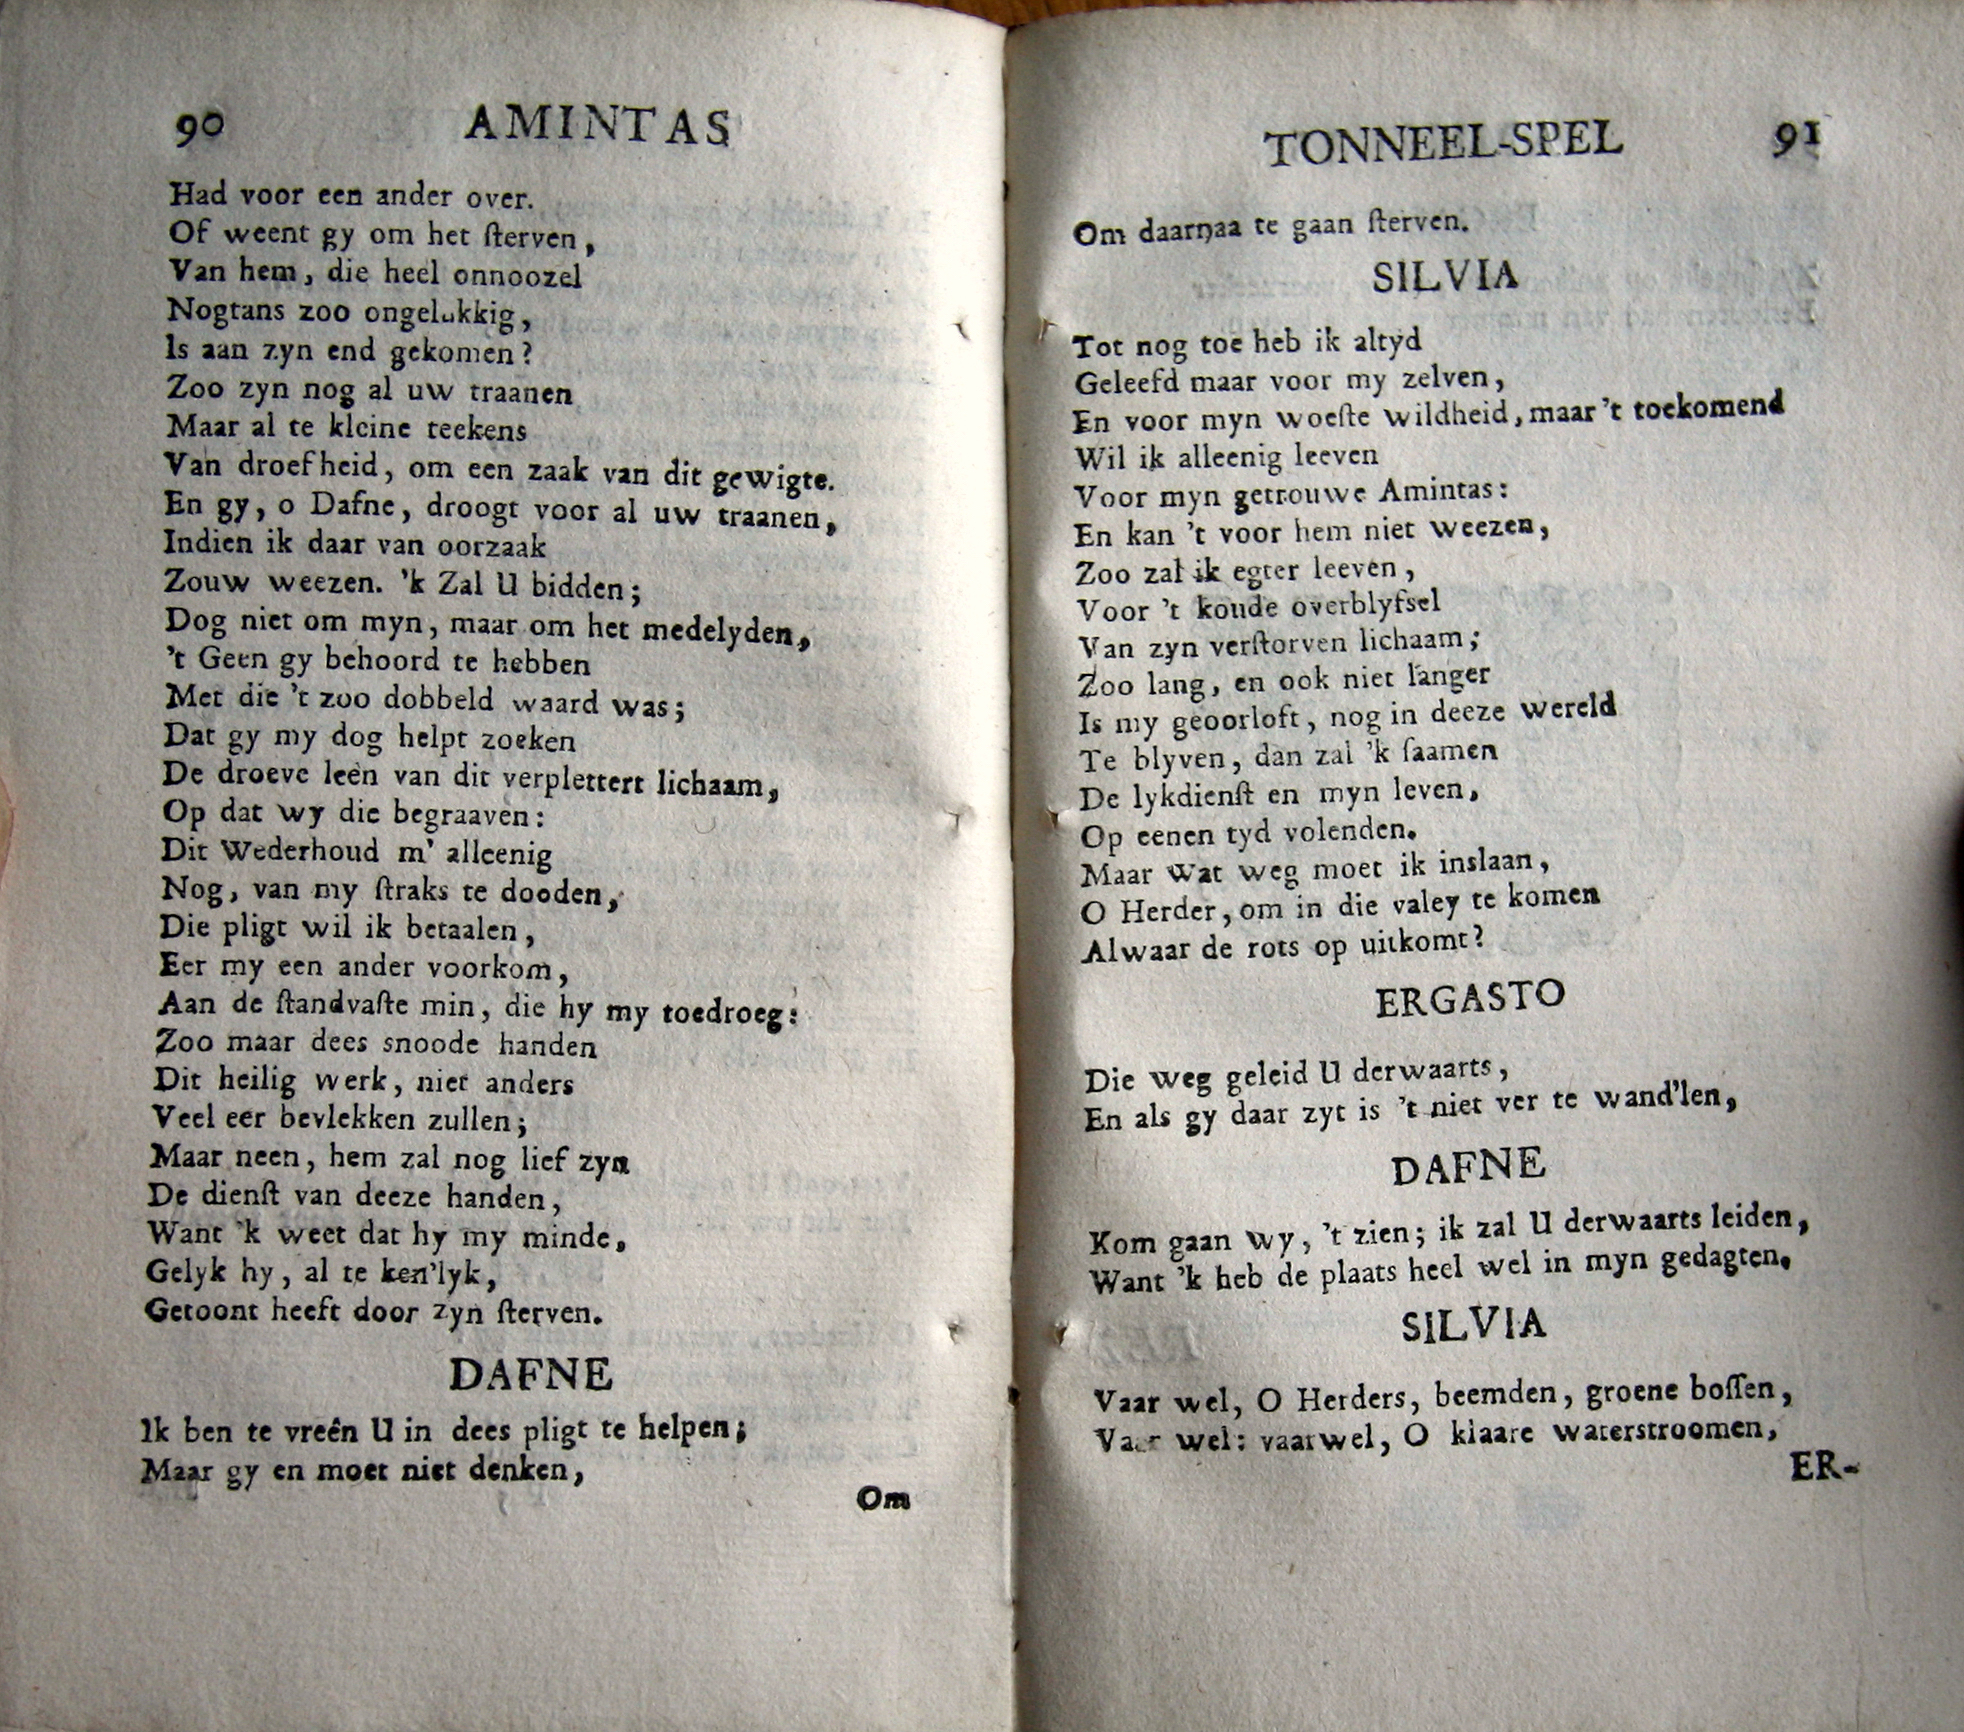 90 AMINTAS
Had voor een ander over.
Of weent gy om het ſterven,
Van hem, die heel onnoozel
Nogtans zoo ongelukkig,
Is aan zyn end gekomen?
Zoo zyn nog al uw traanen
Maar al te kleine teekens
Van droefheid, om een zaak van dit gewigte.
En gy, o Dafne, droogt voor al uw traanen,
Indien ik daar van oorzaak
Zouw weezen. 'k Zal U bidden;
Dog niet om myn, maar om het medelyden,
't Geen gy behoord te hebben
Met die 't zoo dobbeld waard was;
Dat gy my dog helpt zoeken
De droeve leên van dit verplettert lichaam,
Op dat wy die begraaven:
Dit Wederhoud m' alleenig
Nog, van my ſtraks te dooden,
Die pligt wil ik betaalen,
Eer my een ander voorkom,
Aan de ſtandvaſte min, die hy my toedroeg:
Zoo maar dees snoode handen
Dit heilig werk, niet anders
Veel eer bevlekken zullen;
Maar neen, hem zal nog lief zyn
De dienſt van deeze handen,
Want 'k weet dat hy my minde,
Gelyk hy, al te ken'lyk,
Getoont heeft door zyn ſterven.
DAFNE
Ik ben te vreên U in dees pligt te helpen;
Maar gy en moet niet denken,
Om
TONNEEL-SPEL 91
Om daarnaa te gaan ſterven.
SILVIA
Tot nog toe heb ik altyd
Geleefd maar voor my zelven,
En voor myn woeſte wildheid, maar 't toekomend
Wil ik alleenig leeven
Voor myn getrouwe Amintas:
En kan 't voor hem niet weezen,
Zoo zal ik egter leeven,
Voor 't koude overblyfsel
Van zyn verſtorven lichaam;
Zoo lang, en ook niet langer
Is my geoorloft, nog in deeze wereld
Te blyven, dan zal 'k ſaamen
De lykdienſt en myn leven,
Op eenen tyd volenden.
Maar wat weg moet ik inslaan,
O Herder, om in die valey te komen
Alwaar de rots op uitkomt?
ERGASTO
Die weg geleid U derwaarts,
En als gy daar zyt is 't niet ver te wand'len,
DAFNE
Kom gaan wy, 't zien; ik zal U derwaarts leiden,
Want 'k heb de plaats heel wel in myn gedagten.
SILVIA
Vaar wel, O Herders, beemden, groene boſſen,
Vaar wel: vaarwel, O klaare waterstroomen,
ER-